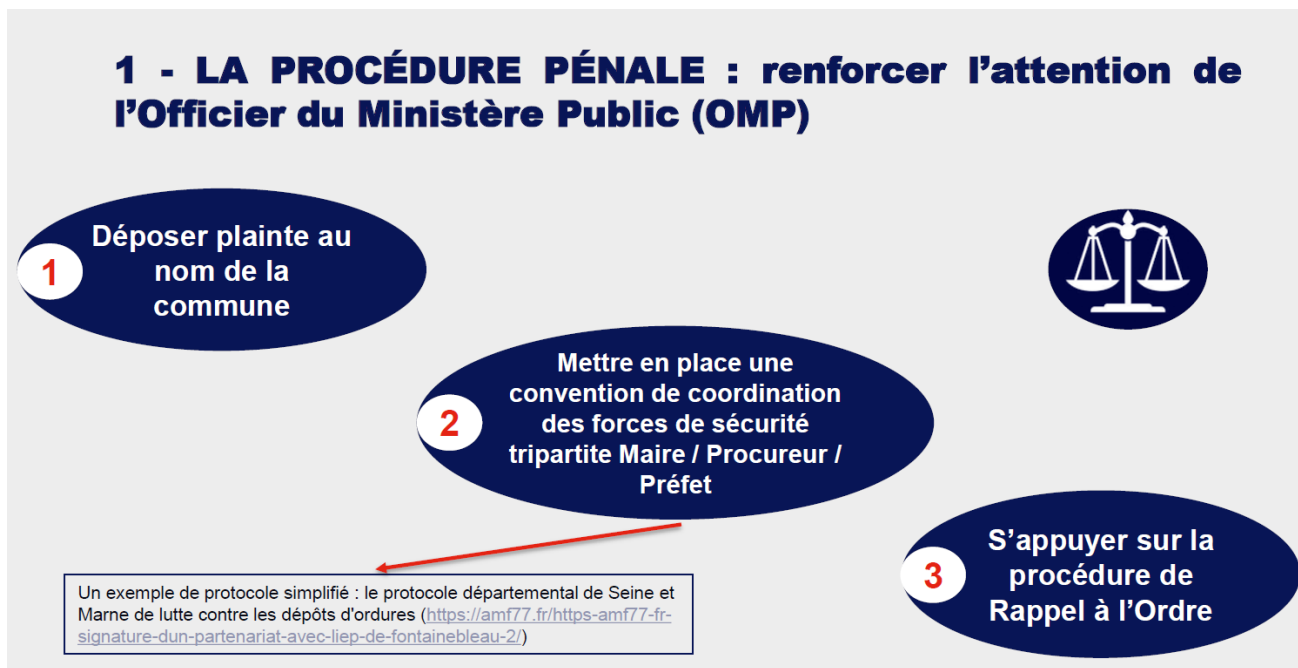 1 - LA PROCÉDURE PÉNALE : renforcer l’attention de
l’Officier du Ministère Public (OMP)
1
Déposer plainte au
nom de la
commune
2
Mettre en place une
convention de coordination
des forces de sécurité
tripartite Maire / Procureur /
Préfet
3
S’appuyer sur la
procédure de
Rappel à l’Ordre
Un exemple de protocole simplifié : le protocole départemental de Seine et
Marne de lutte contre les dépôts d'ordures (https://amf77.fr/https-amf77-fr-
signature-dun-partenariat-avec-liep-de-fontainebleau-2/)